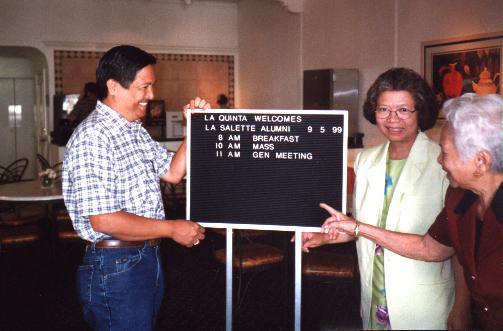 LA QUINTA WELCOMES
LA SALETTE ALUMNI 9 5 99
8 AM BREAKFAST
10 AM MASS
11 AM GEN MEETING